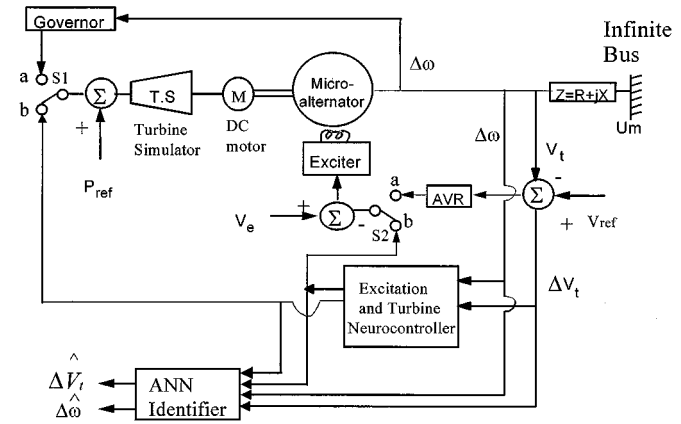 Governor
Δω
Infinite
Bus
a
S1
b
Σ
+
T.S
Turbine
Simulator
M
DC
motor
Micro-
alternator
Z=R+jX
Um
Δω
Vt
Pref
Exciter
a
AVR
Σ
-
+
Vref
Ve
+
Σ
-
S2
b
Excitation
and Turbine
Neurocontroller
ΔVt
ΔV̂t
Δω̂
ANN
Identifier